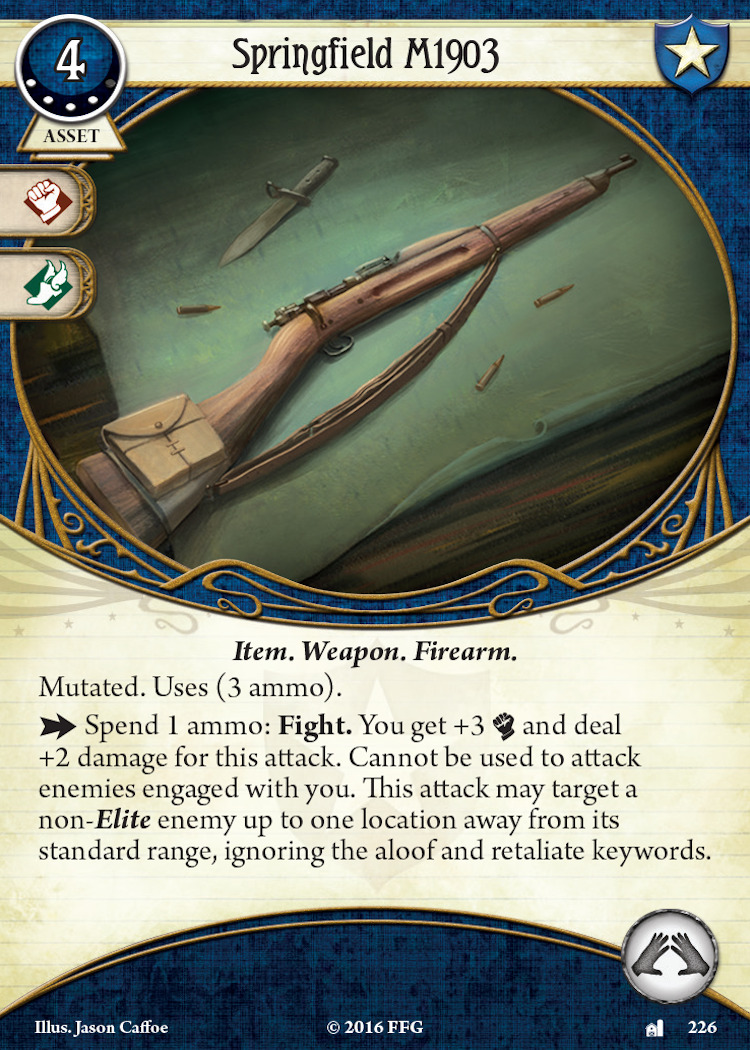 4
Springfield M1903
ASSET
Item. Weapon. Firearm.
Mutated. Uses (3 ammo).
Spend 1 ammo: Fight. You get +3 and deal
+2 damage for this attack. Cannot be used to attack
enemies engaged with you. This attack may target a
non-Elite enemy up to one location away from its
standard range, ignoring the aloof and retaliate keywords.
Illus. Jason Caffoe © 2016 FFG 226